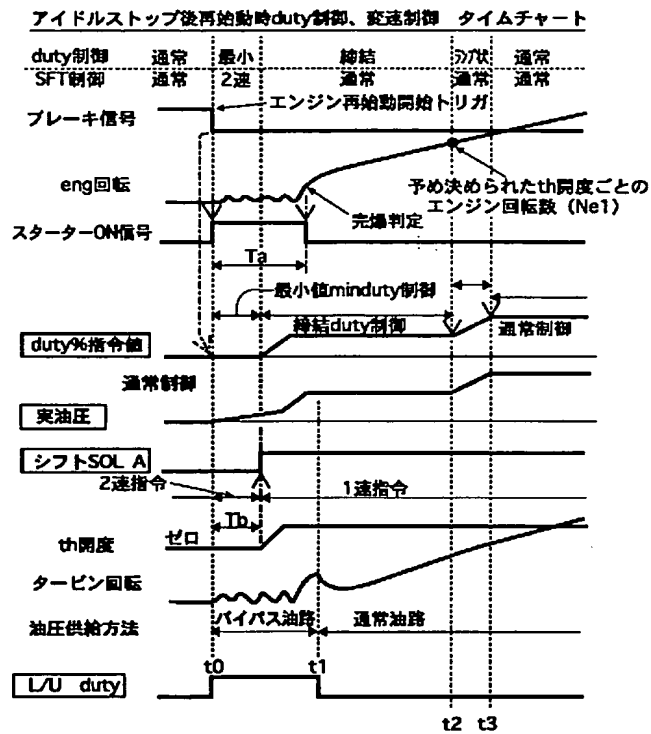 アイドルストップ後再始動時duty制御、変速制御 タイムチャート
duty制御 通常 最小 締結 ランプ状 通常
SFT制御 通常 2速 通常 通常 通常
エンジン再始動開始トリガ
ブレーキ信号
eng回転
予め決められたth開度ごとの
エンジン回転数（Ne1）
完爆判定
スターターON信号
Ta
最小値minduty制御
締結duty制御
通常制御
duty%指令値
通常制御
実油圧
シフトSOL A
2速指令
1速指令
Tb
ゼロ
th開度
タービン回転
油圧供給方法
バイパス油路
通常油路
t0
t1
L/U duty
t2
t3